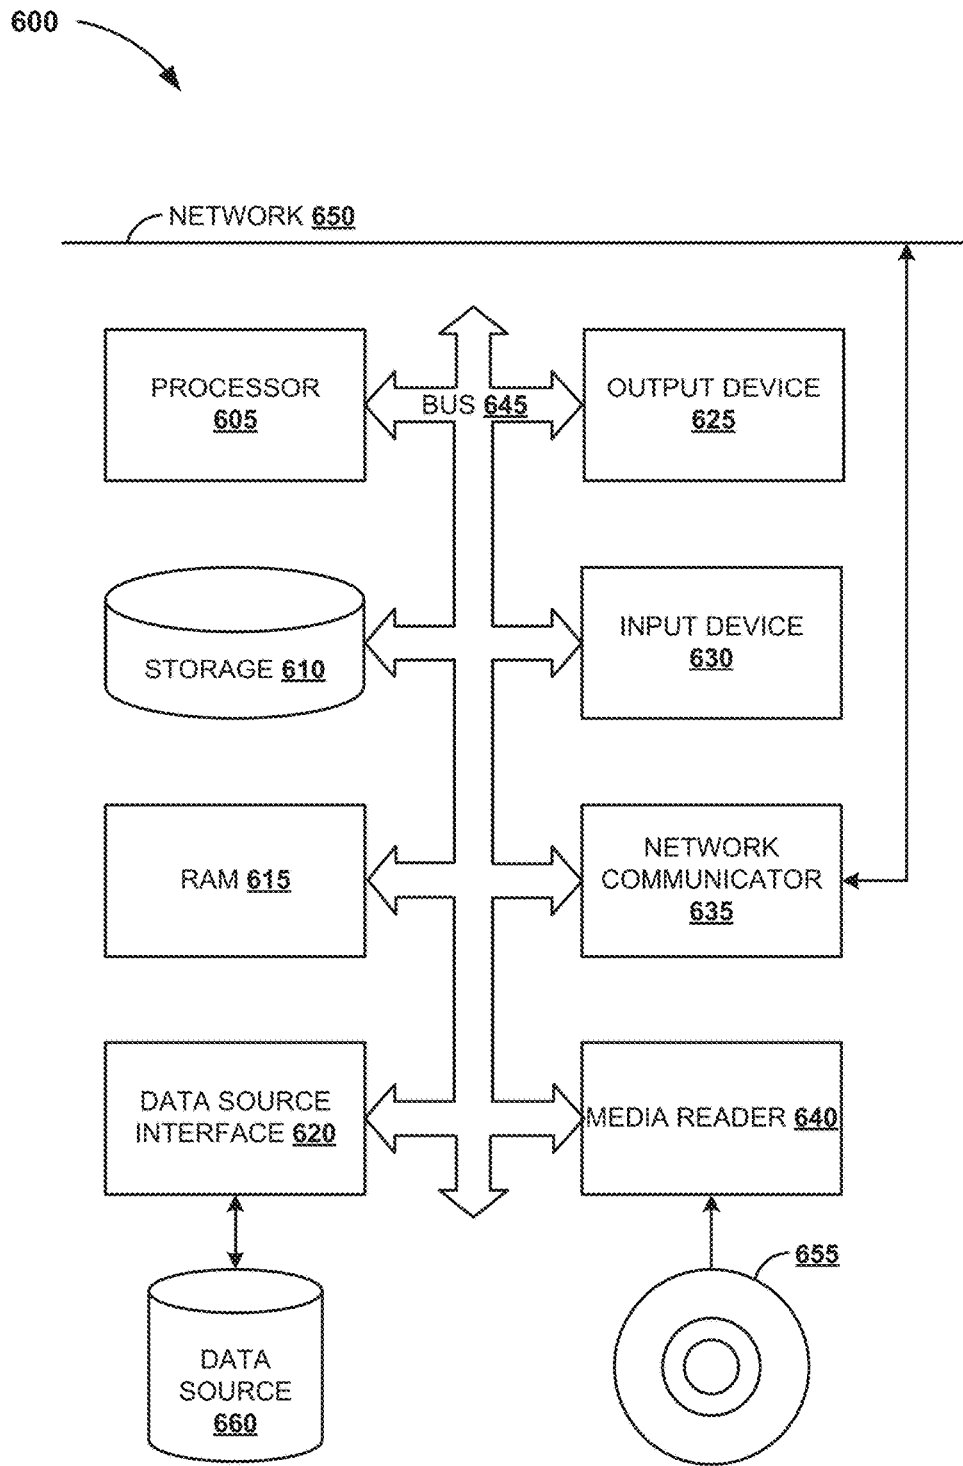 600
NETWORK 650
PROCESSOR
605
BUS 645
OUTPUT DEVICE
625
STORAGE 610
INPUT DEVICE
630
RAM 615
NETWORK
COMMUNICATOR
635
DATA SOURCE
INTERFACE 620
MEDIA READER 640
655
DATA
SOURCE
660